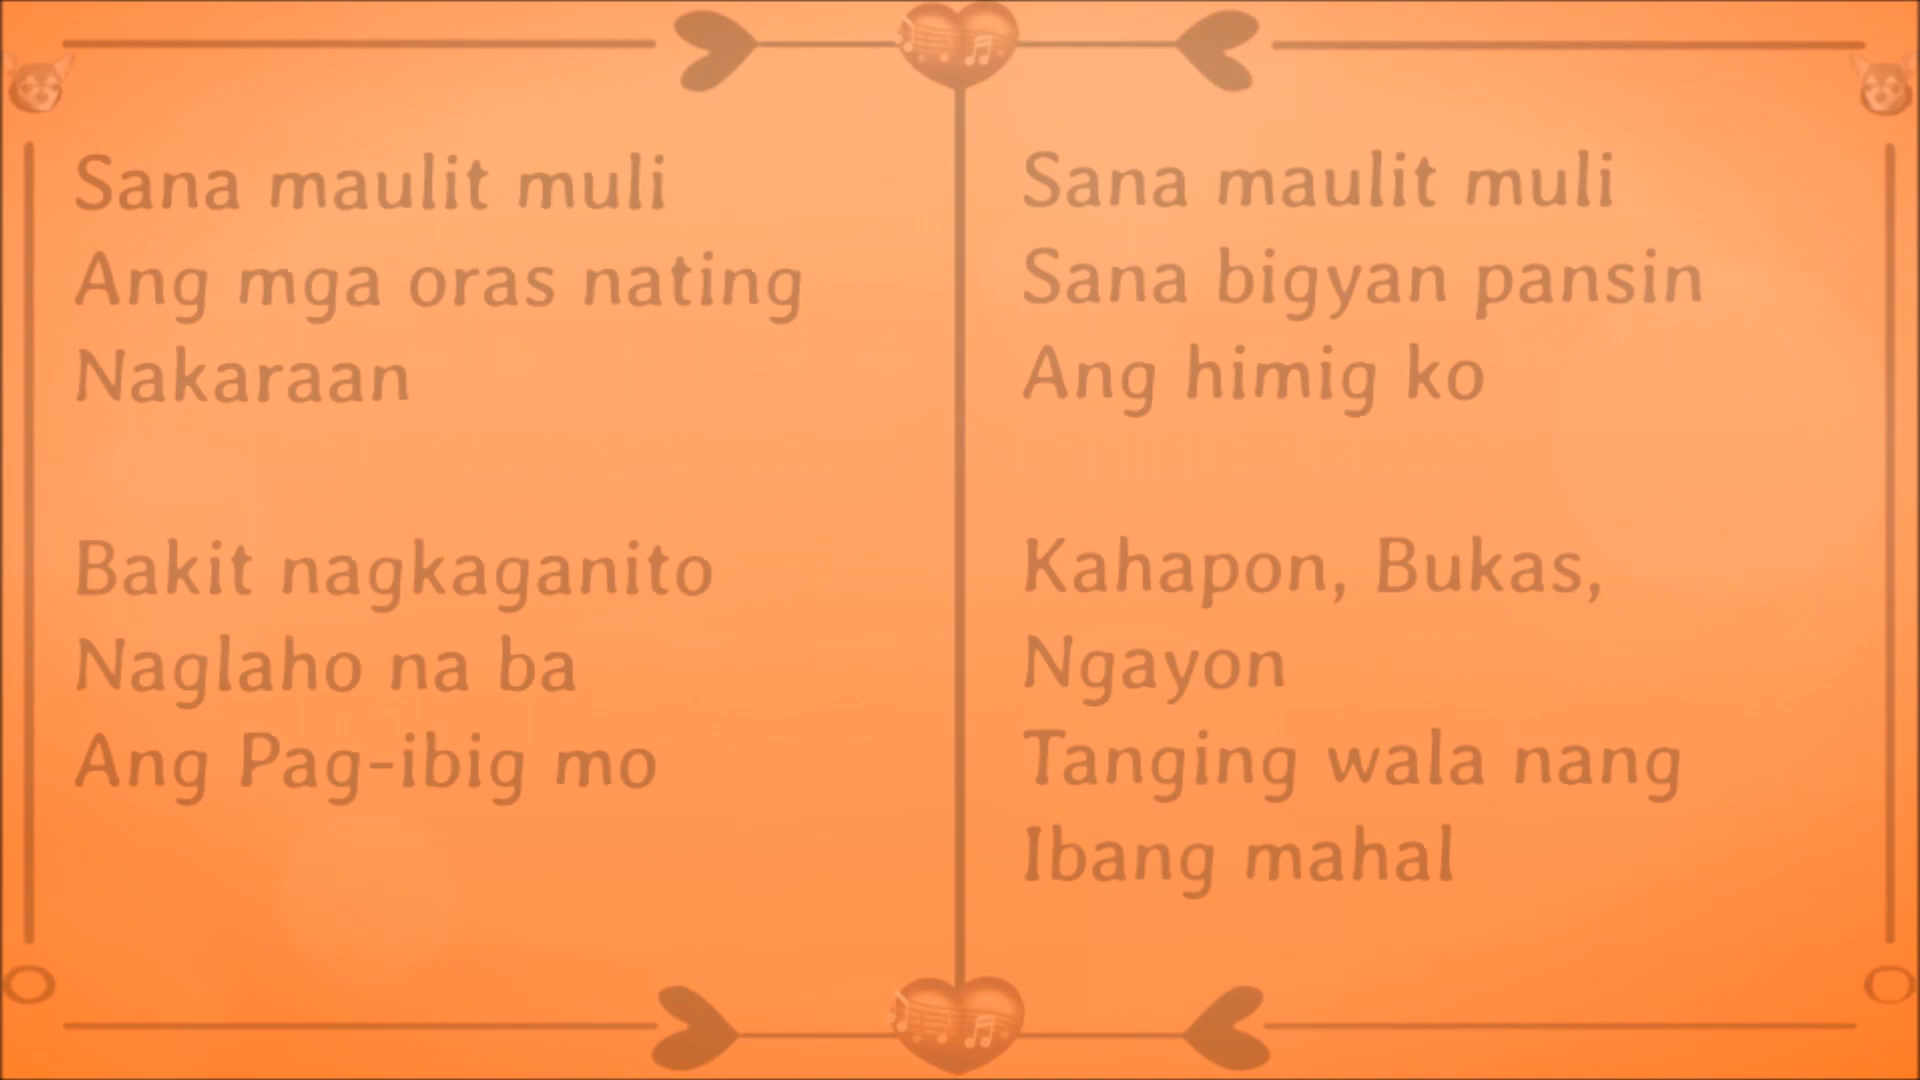 Sana maulit muli
Ang mga oras nating
Nakaraan
Bakit nagkaganito
Naglaho na ba
Ang Pag-ibig mo
Sana maulit muli
Sana bigyan pansin
Ang himig ko
Kahapon, Bukas,
Ngayon
Tanging wala nang
Ibang mahal